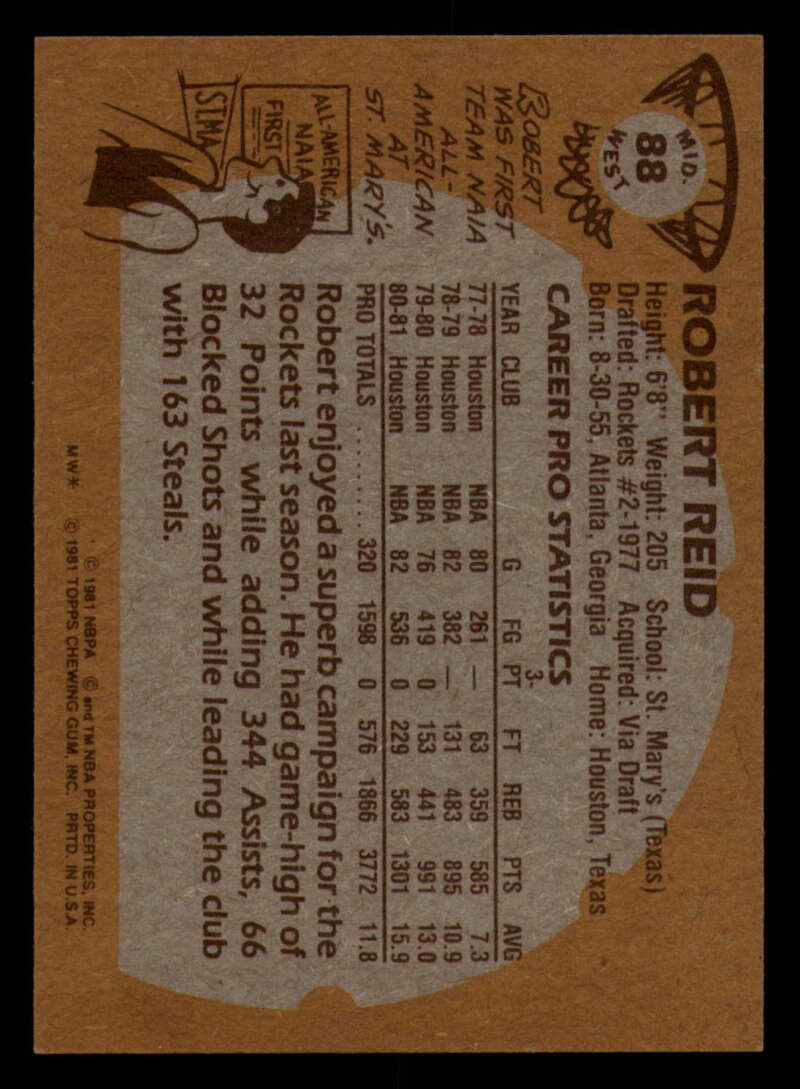 MID.
88
WEST
ROBERT REID
Height: 6'8" Weight: 205 School: St. Mary's (Texas)
Drafted: Rockets #2-1977 Acquired: Via Draft
Born: 8-30-55, Atlanta, Georgia Home: Houston, Texas
CAREER PRO STATISTICS
3-
YEAR CLUB G FG PT FT REB PTS AVG
77-78 Houston NBA 80 261 — 63 359 585 7.3
78-79 Houston NBA 82 382 — 131 483 895 10.9
79-80 Houston NBA 76 419 0 153 441 991 13.0
80-81 Houston NBA 82 536 0 229 583 1301 15.9
PRO TOTALS ......... 320 1598 0 576 1866 3772 11.8
Robert enjoyed a superb campaign for the
Rockets last season. He had game-high of
32 Points while adding 344 Assists, 66
Blocked Shots and while leading the club
with 163 Steals.
ROBERT
WAS FIRST
TEAM NAIA
ALL-
AMERICAN
AT
ST. MARY'S.
ALL-AMERICAN
NAIA
FIRST
ST.MA
© 1981 NBPA © and TM NBA PROPERTIES, INC.
MW* © 1981 TOPPS CHEWING GUM, INC. PRTD. IN U.S.A.